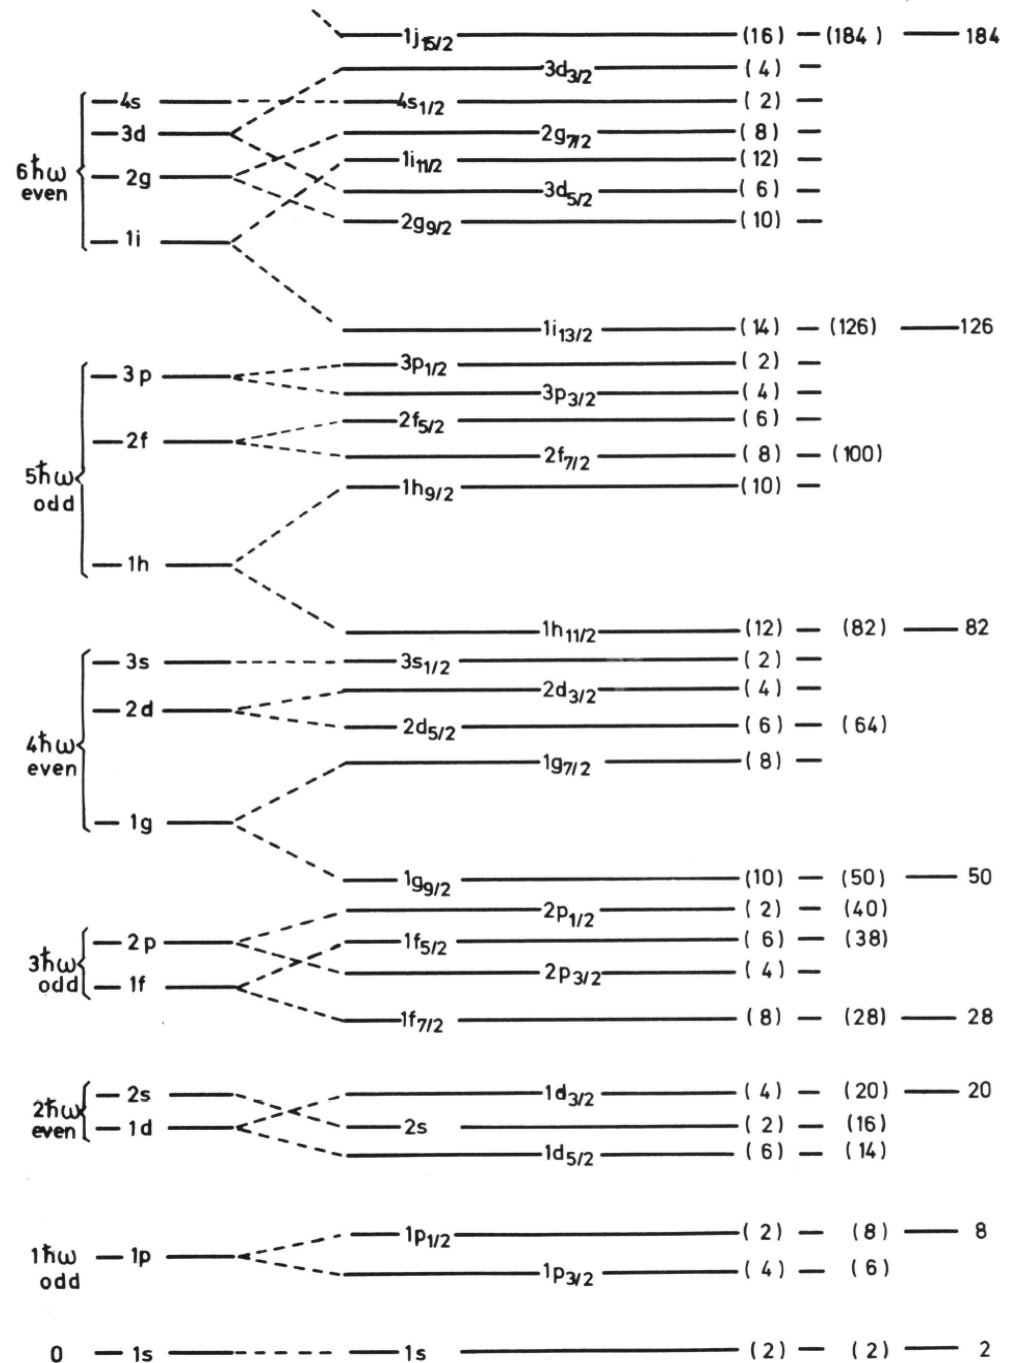 1j15/2 (16) (184) 184
3d3/2 (4)
4s 4s1/2 (2)
3d 2g7/2 (8)
6ħω even
1i11/2 (12)
2g 3d5/2 (6)
2g9/2 (10)
1i
1i13/2 (14) (126) 126
3p 3p1/2 (2)
3p3/2 (4)
2f5/2 (6)
2f 2f7/2 (8) (100)
5ħω odd
1h9/2 (10)
1h
1h11/2 (12) (82) 82
3s 3s1/2 (2)
2d3/2 (4)
2d 2d5/2 (6) (64)
4ħω even
1g7/2 (8)
1g
1g9/2 (10) (50) 50
2p1/2 (2) (40)
2p 1f5/2 (6) (38)
3ħω odd
2p3/2 (4)
1f
1f7/2 (8) (28) 28
2s 1d3/2 (4) (20) 20
2ħω even
1d 2s (2) (16)
1d5/2 (6) (14)
1p1/2 (2) (8) 8
1ħω odd
1p
1p3/2 (4) (6)
0 1s 1s (2) (2) 2